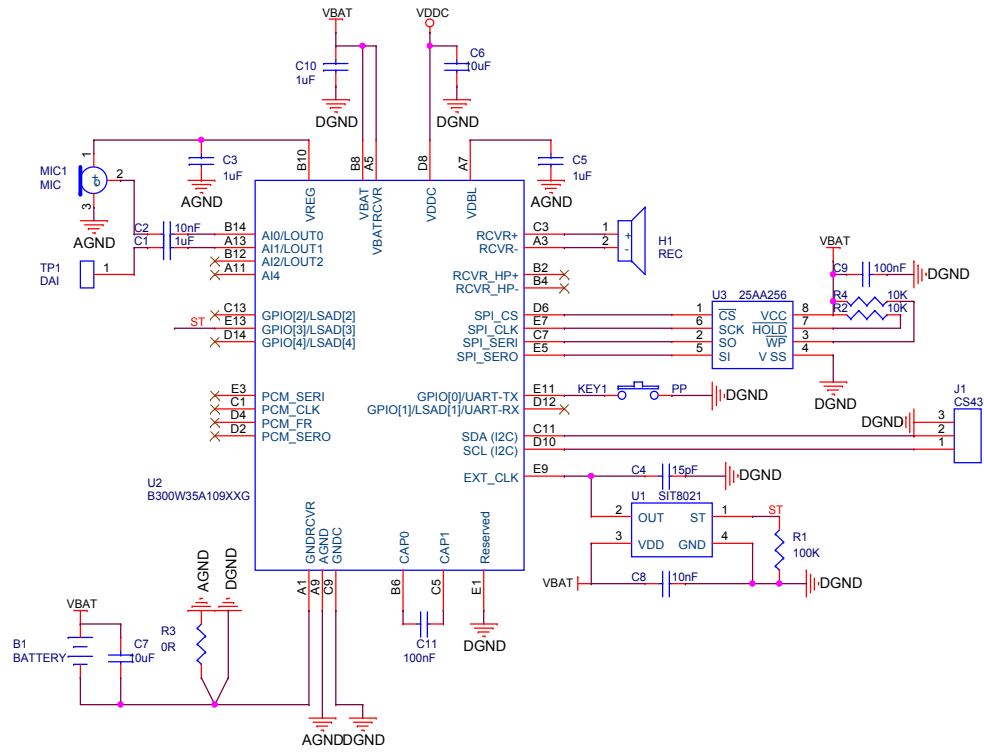 VBAT
VDDC
C10
1uF
DGND
C6
10uF
DGND
B8
A5
D8
A7
B10
MIC1
MIC
1
2
3
AGND
C3
1uF
AGND
C5
1uF
AGND
VREG
VBAT
VBATRCVR
VDDC
VDBL
C2
10nF
C1
1uF
TP1
DAI
1
B14
AI0/LOUT0
A13
AI1/LOUT1
B12
AI2/LOUT2
A11
AI4
ST
C13
GPIO[2]/LSAD[2]
E13
GPIO[3]/LSAD[3]
D14
GPIO[4]/LSAD[4]
E3
PCM_SERI
C1
PCM_CLK
D4
PCM_FR
D2
PCM_SERO
U2
B300W35A109XXG
RCVR+
C3
1
RCVR-
A3
2
H1
REC
RCVR_HP+
B2
RCVR_HP-
B4
SPI_CS
D6
SPI_CLK
E7
SPI_SERI
C7
SPI_SERO
E5
U3
25AA256
1
CS
6
SCK
2
SO
5
SI
VCC
8
HOLD
7
WP
3
V SS
4
VBAT
C9
100nF
DGND
R4
10K
R2
10K
DGND
GPIO[0]/UART-TX
E11
KEY1
PP
DGND
GPIO[1]/LSAD[1]/UART-RX
D12
SDA (I2C)
C11
SCL (I2C)
D10
J1
CS43
DGND
3
2
1
EXT_CLK
E9
C4
15pF
DGND
U1
SIT8021
2
OUT
ST
1
ST
3
VDD
GND
4
R1
100K
VBAT
C8
10nF
DGND
GNDRCVR
AGND
GNDC
CAP0
CAP1
Reserved
A1
A9
C9
B6
C5
E1
C11
100nF
DGND
VBAT
B1
BATTERY
C7
10uF
AGND
DGND
R3
0R
AGND
DGND